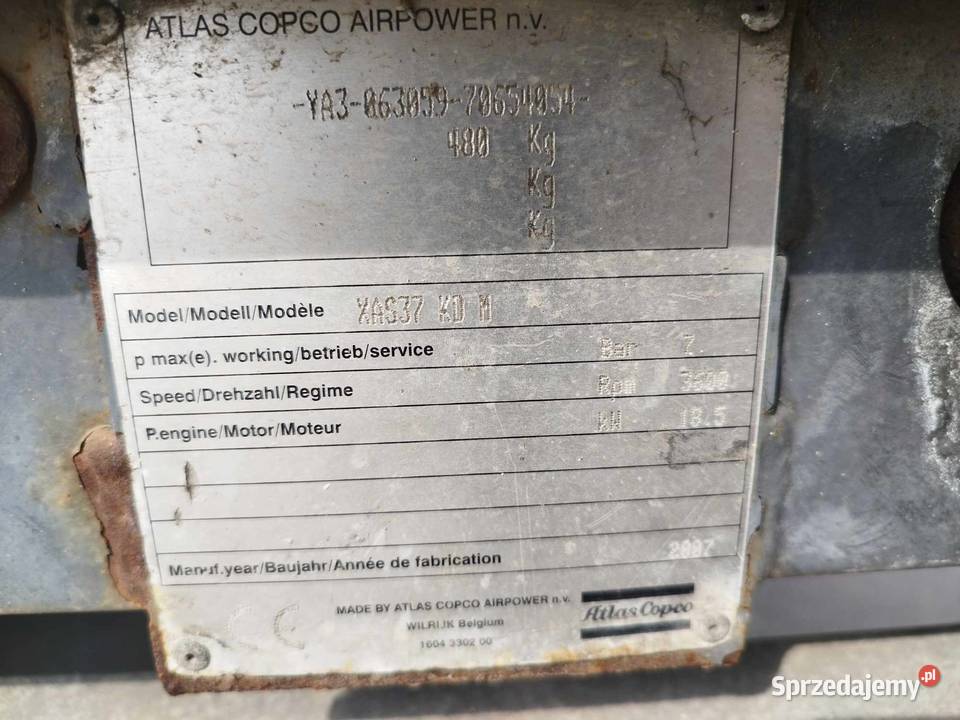 ATLAS COPCO AIRPOWER n.v.
-YA3-063059-70654054-
480 Kg
Kg
Kg
Model/Modell/Modèle XAS37 KD M
p max(e). working/betrieb/service Bar 7
Speed/Drehzahl/Regime Rpm 3600
P.engine/Motor/Moteur kW 18.5
Manuf.year/Baujahr/Année de fabrication 2007
CE
MADE BY ATLAS COPCO AIRPOWER n.v.
WILRIJK Belgium
1604 3302 00
Atlas Copco
Sprzedajemy.pl